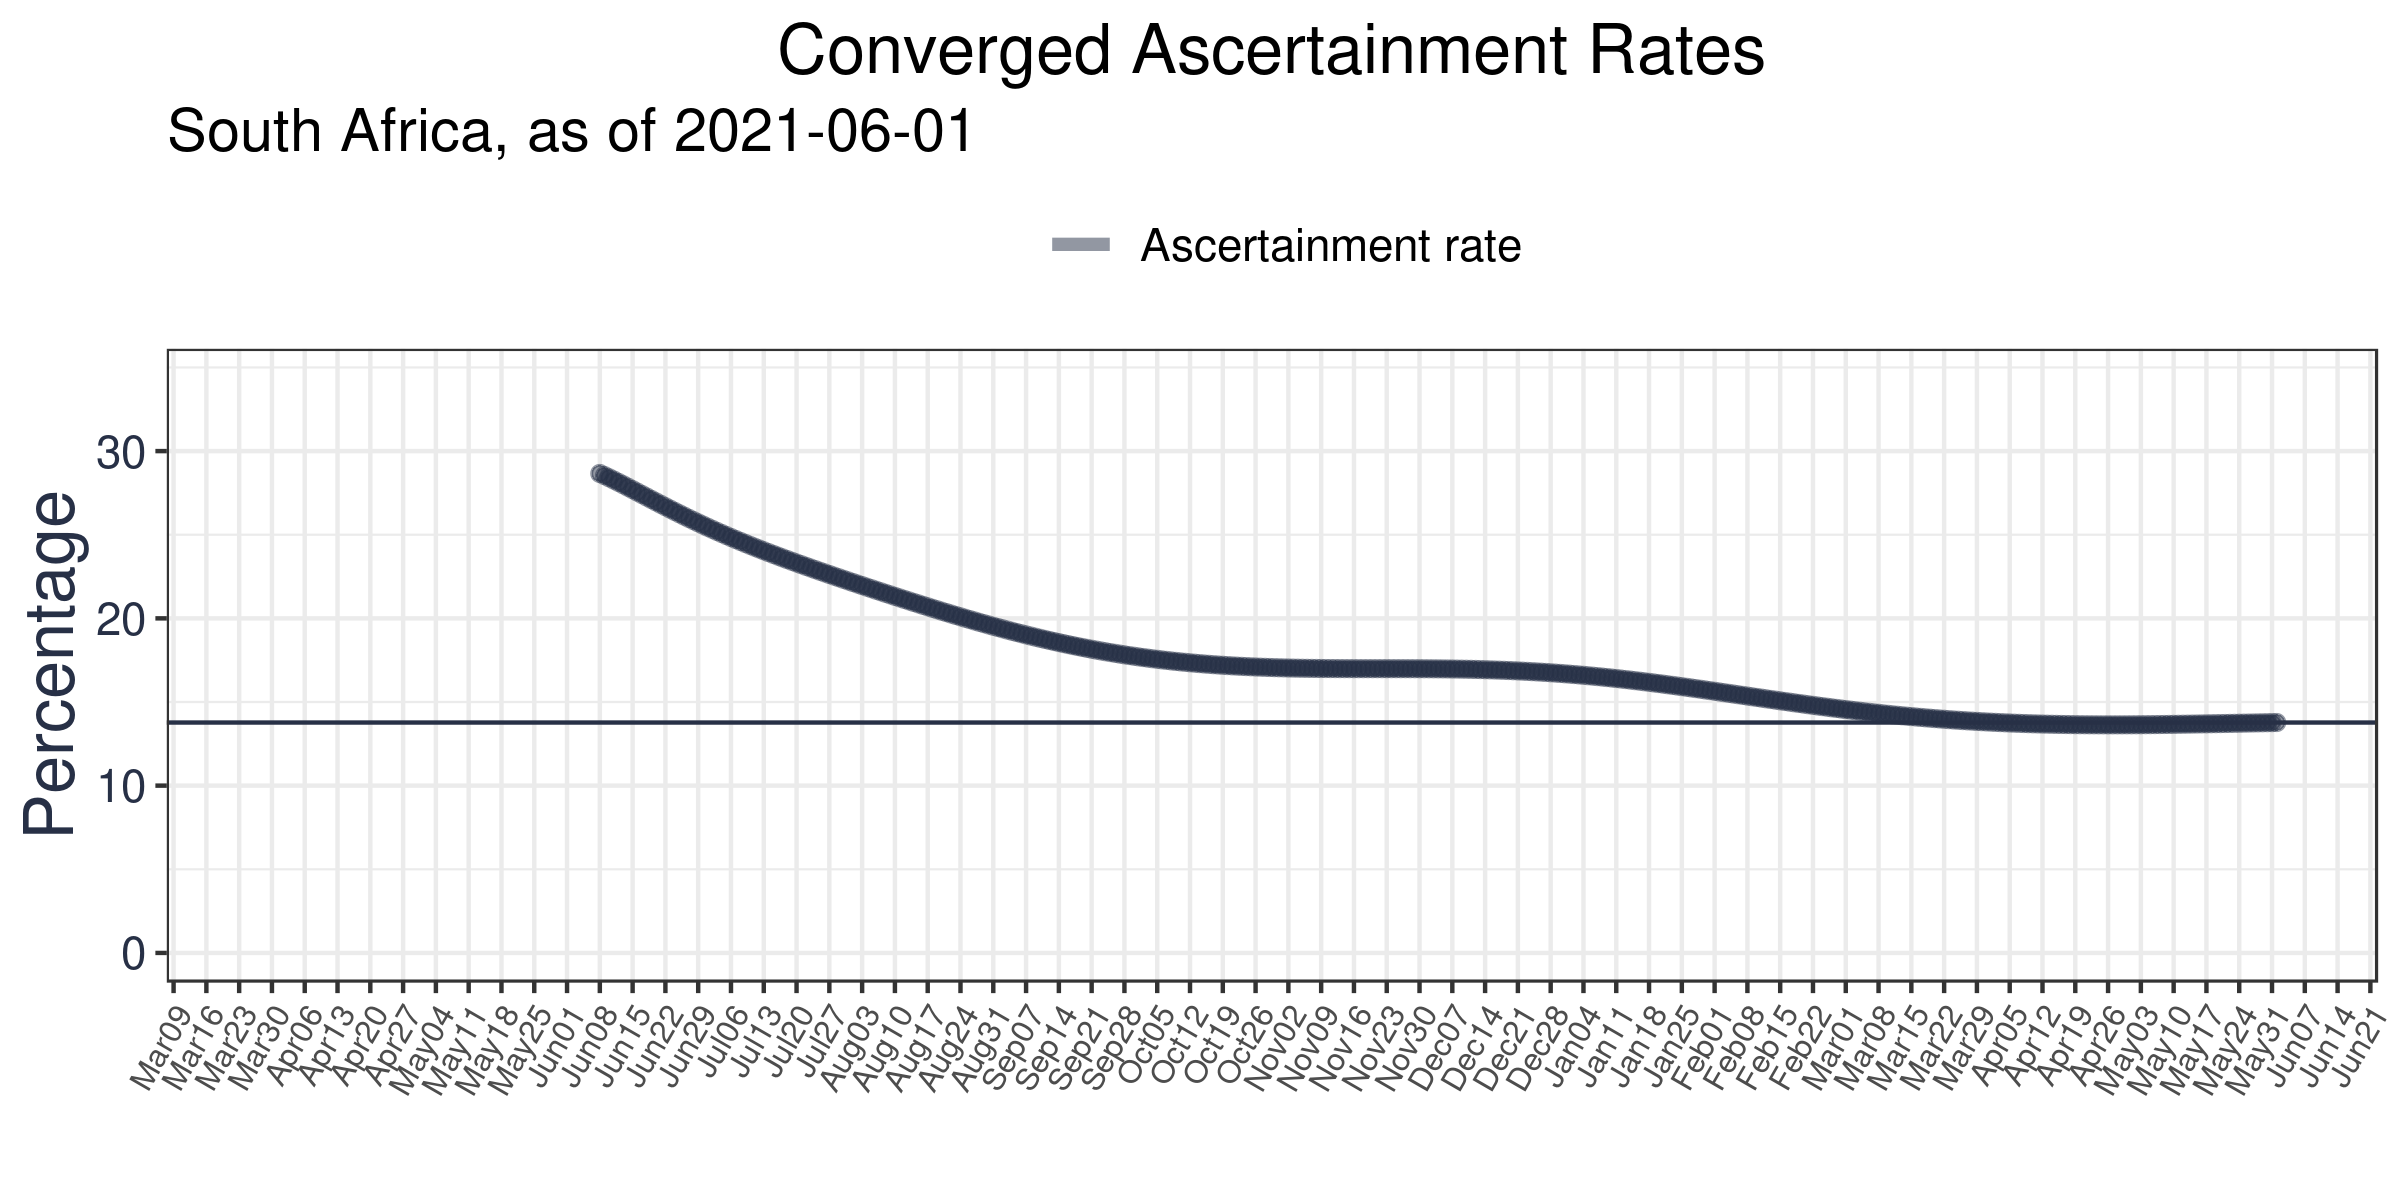 Converged Ascertainment Rates
South Africa, as of 2021-06-01
Ascertainment rate
Percentage
30
20
10
0
Mar09
Mar16
Mar23
Mar30
Apr06
Apr13
Apr20
Apr27
May04
May11
May18
May25
Jun01
Jun08
Jun15
Jun22
Jun29
Jul06
Jul13
Jul20
Jul27
Aug03
Aug10
Aug17
Aug24
Aug31
Sep07
Sep14
Sep21
Sep28
Oct05
Oct12
Oct19
Oct26
Nov02
Nov09
Nov16
Nov23
Nov30
Dec07
Dec14
Dec21
Dec28
Jan04
Jan11
Jan18
Jan25
Feb01
Feb08
Feb15
Feb22
Mar01
Mar08
Mar15
Mar22
Mar29
Apr05
Apr12
Apr19
Apr26
May03
May10
May17
May24
May31
Jun07
Jun14
Jun21